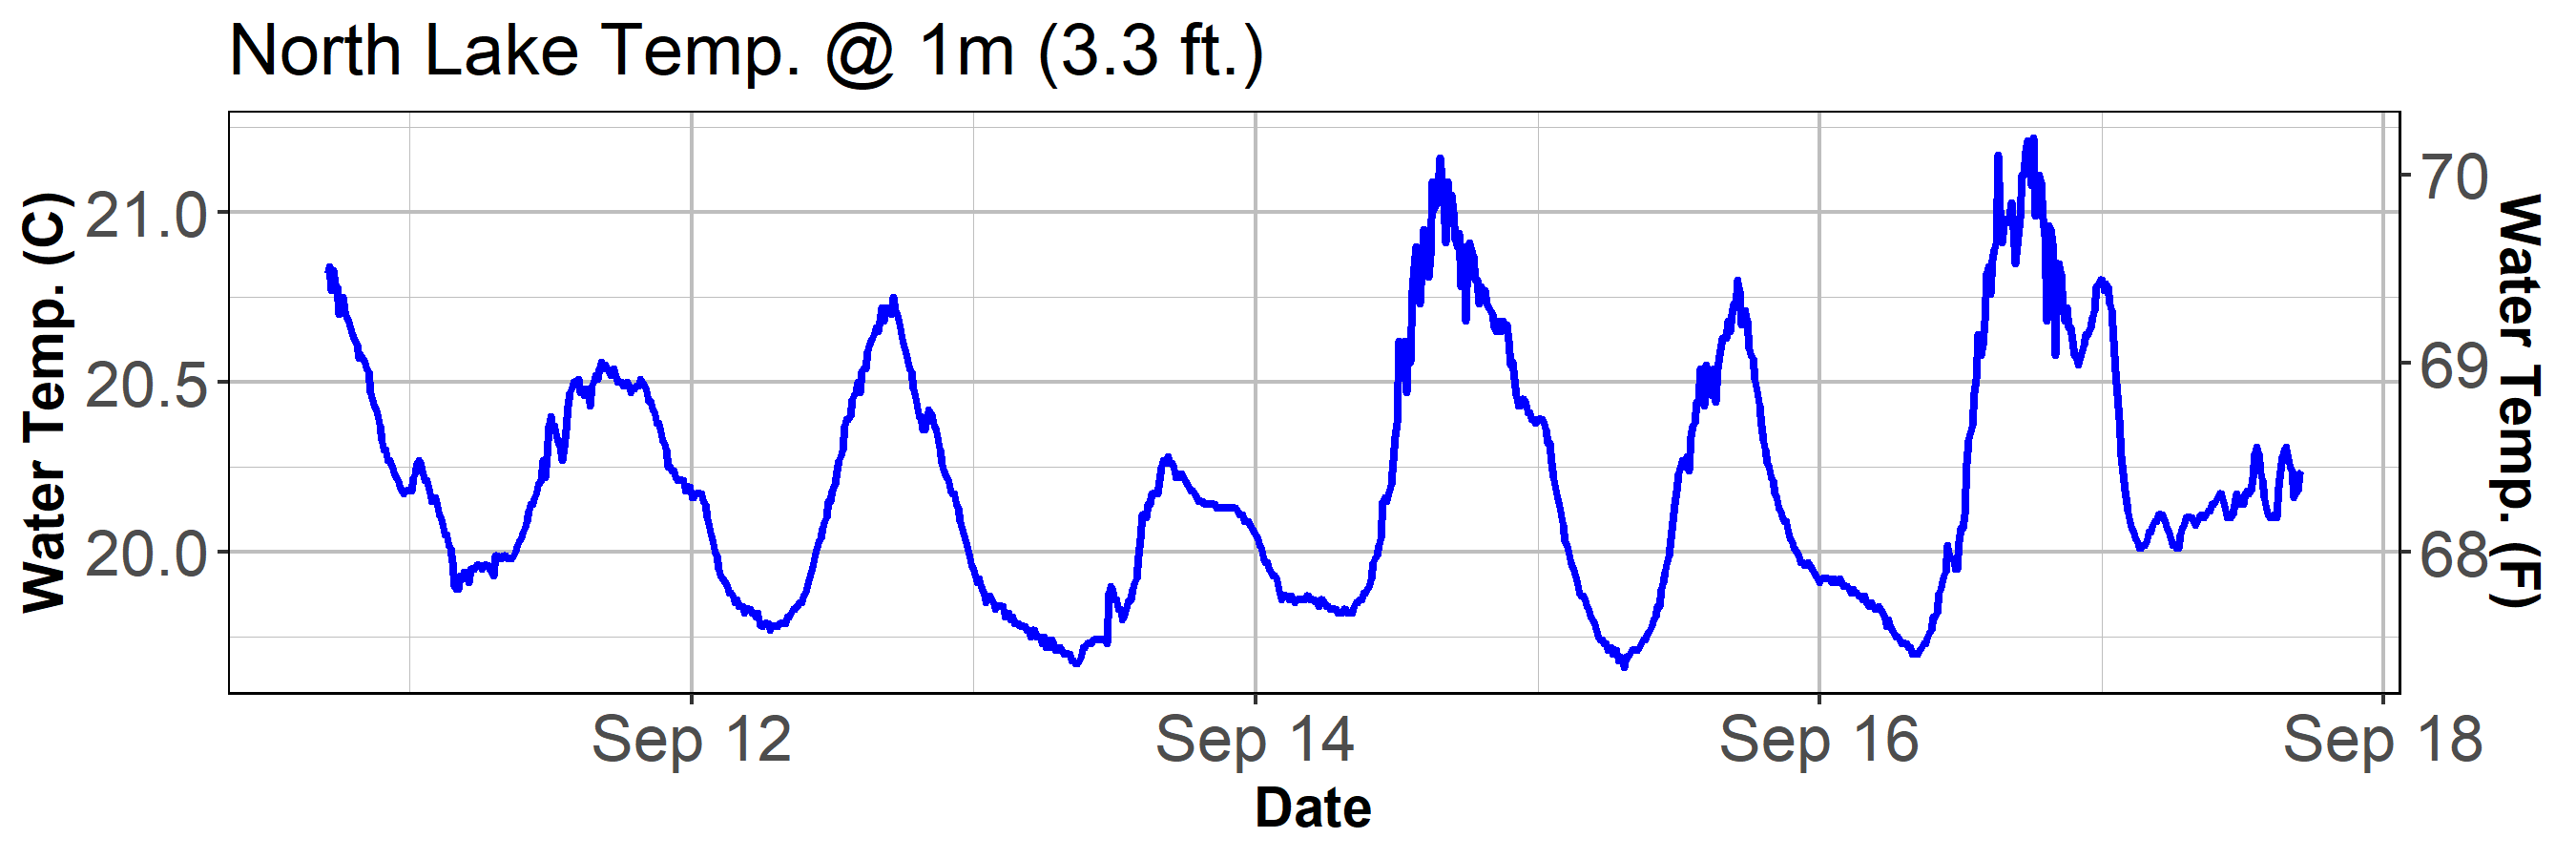 North Lake Temp. @ 1m (3.3 ft.)
Water Temp. (C)
21.0
20.5
20.0
70
69
68
Water Temp. (F)
Sep 12
Sep 14
Sep 16
Sep 18
Date